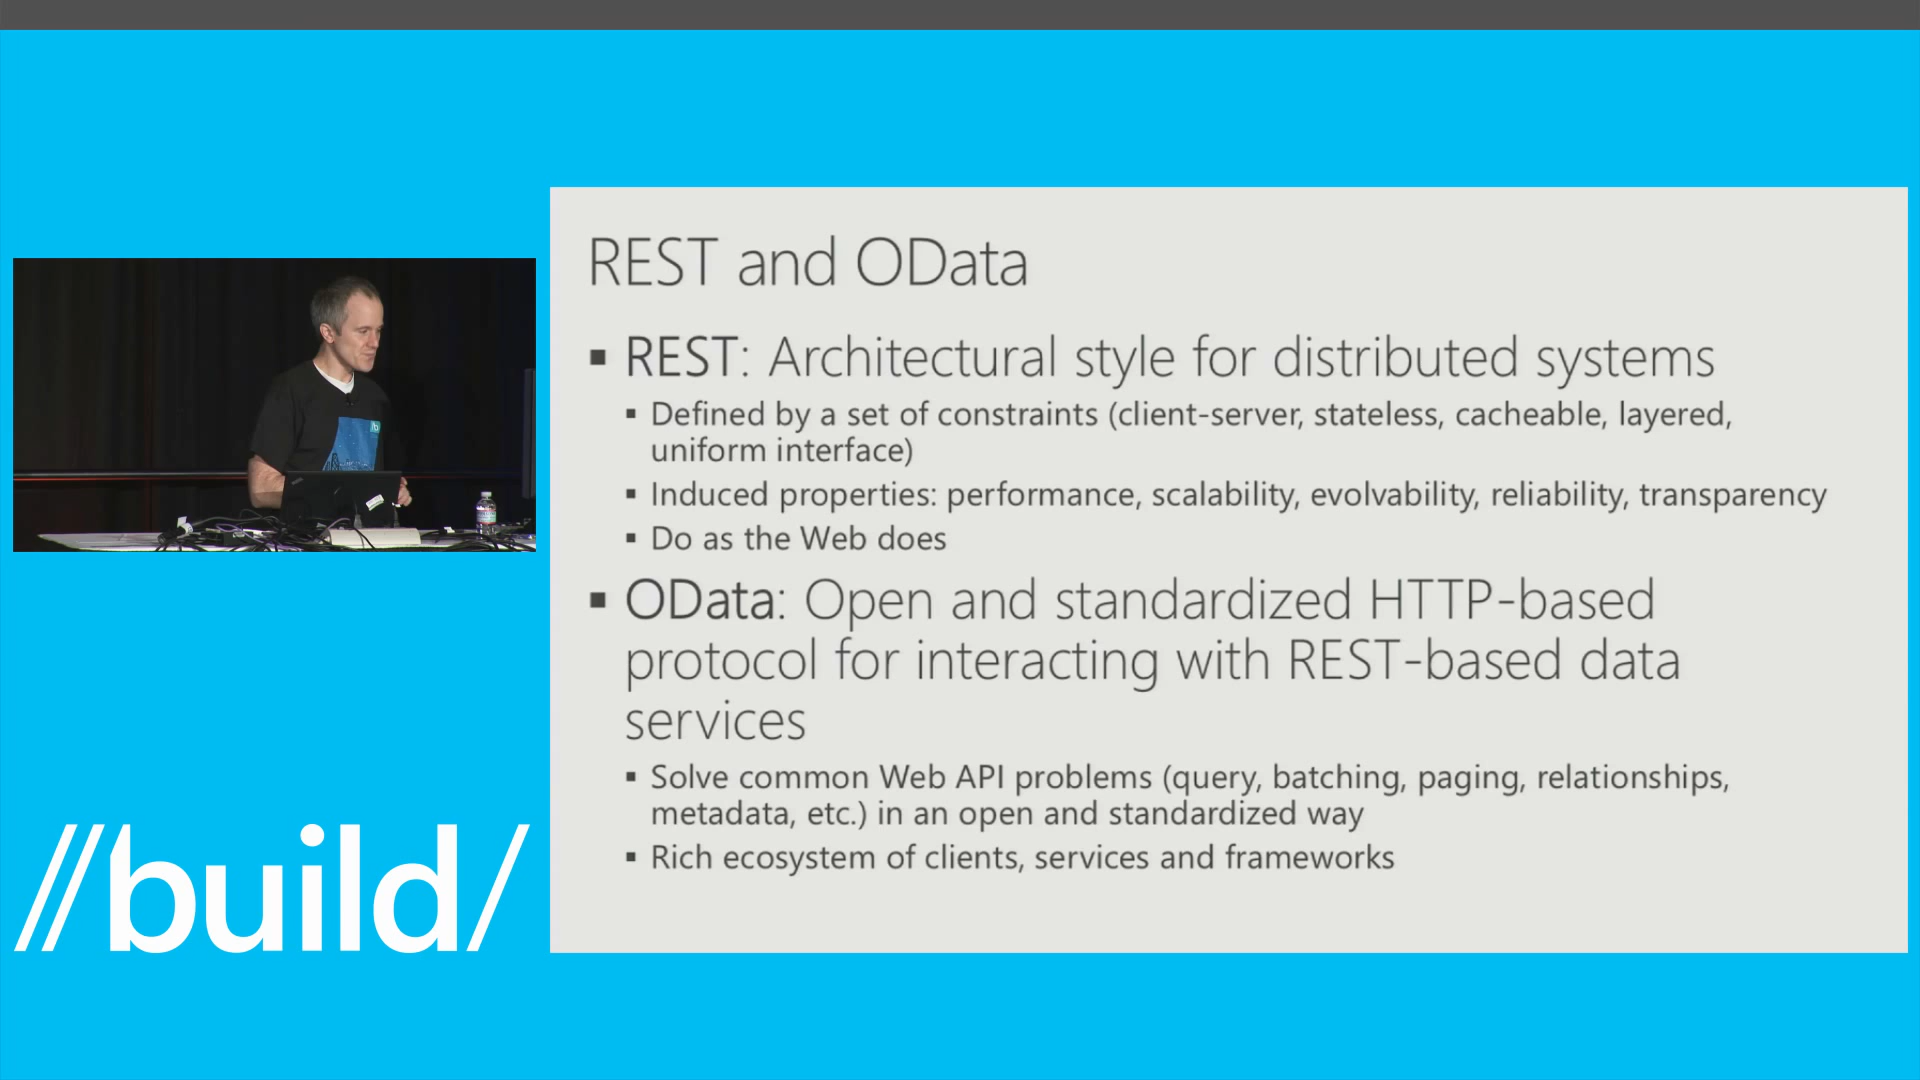 REST and OData
▪ REST: Architectural style for distributed systems
▪ Defined by a set of constraints (client-server, stateless, cacheable, layered,
uniform interface)
▪ Induced properties: performance, scalability, evolvability, reliability, transparency
▪ Do as the Web does
▪ OData: Open and standardized HTTP-based
protocol for interacting with REST-based data
services
▪ Solve common Web API problems (query, batching, paging, relationships,
metadata, etc.) in an open and standardized way
▪ Rich ecosystem of clients, services and frameworks
//build/